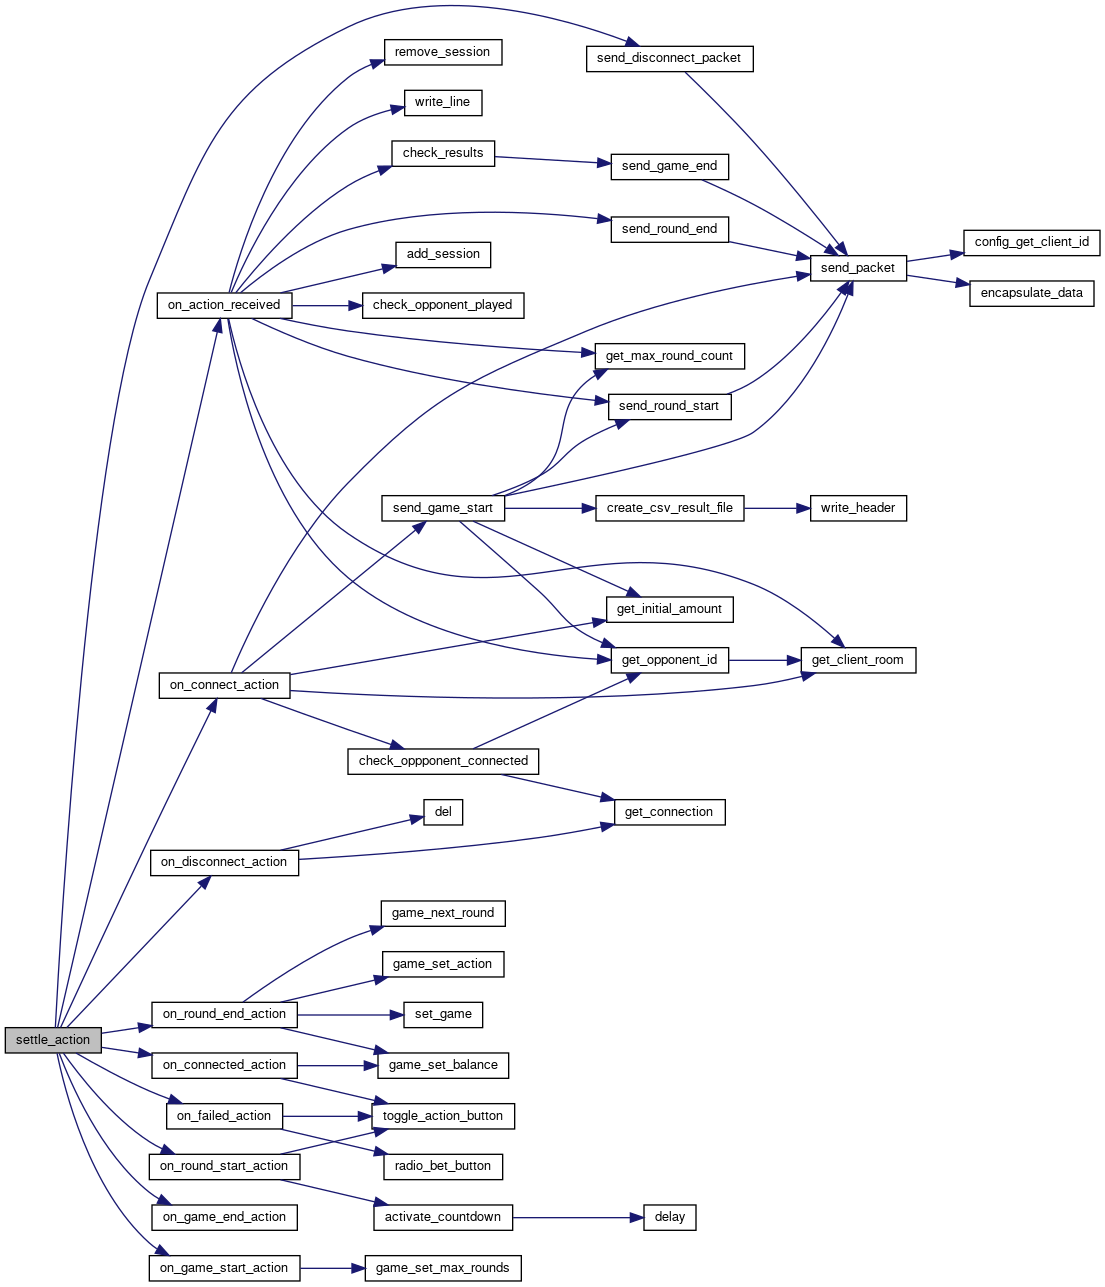 remove_session
send_disconnect_packet
write_line
check_results
send_game_end
send_round_end
config_get_client_id
add_session
send_packet
encapsulate_data
on_action_received
check_opponent_played
get_max_round_count
send_round_start
send_game_start
create_csv_result_file
write_header
get_initial_amount
get_opponent_id
get_client_room
on_connect_action
check_oppponent_connected
del
get_connection
on_disconnect_action
game_next_round
game_set_action
on_round_end_action
set_game
settle_action
on_connected_action
game_set_balance
on_failed_action
toggle_action_button
on_round_start_action
radio_bet_button
on_game_end_action
activate_countdown
delay
on_game_start_action
game_set_max_rounds